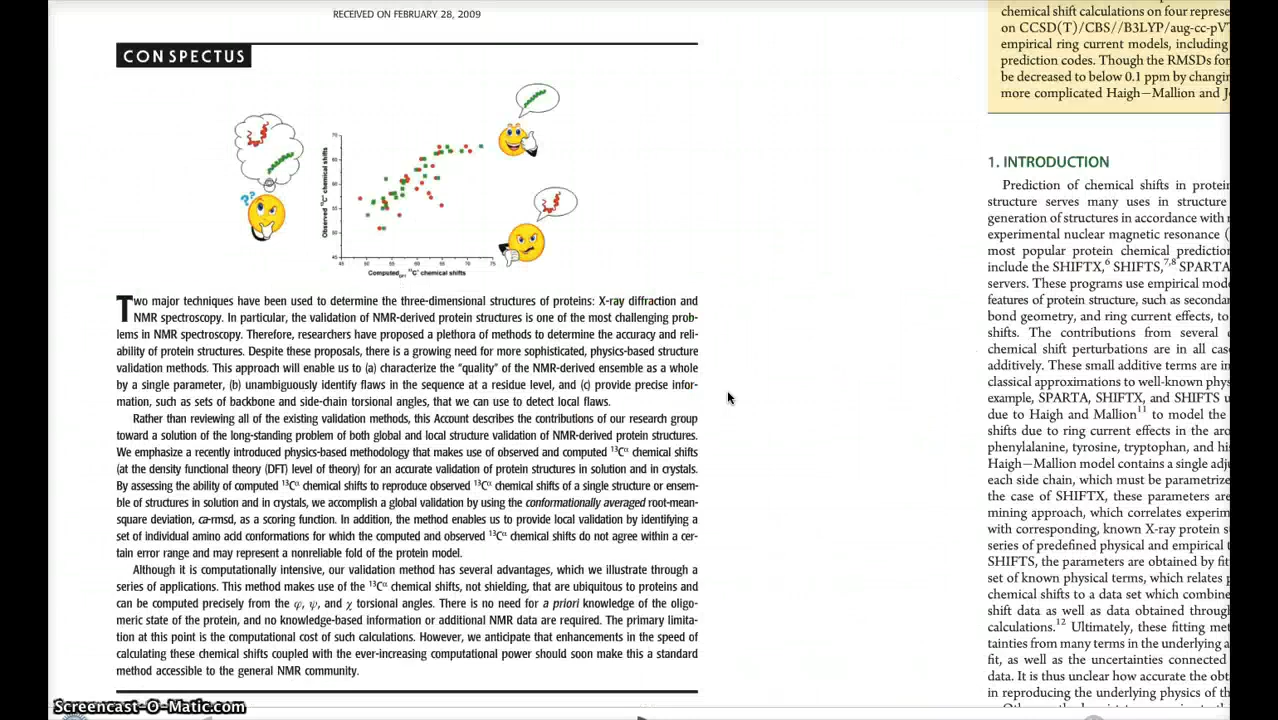 RECEIVED ON FEBRUARY 28, 2009
CONSPECTUS
??
Observed ¹³Cᵅ chemical shifts
Computed_DFT ¹³Cᵅ chemical shifts
Two major techniques have been used to determine the three-dimensional structures of proteins: X-ray diffraction and
NMR spectroscopy. In particular, the validation of NMR-derived protein structures is one of the most challenging prob-
lems in NMR spectroscopy. Therefore, researchers have proposed a plethora of methods to determine the accuracy and reli-
ability of protein structures. Despite these proposals, there is a growing need for more sophisticated, physics-based structure
validation methods. This approach will enable us to (a) characterize the "quality" of the NMR-derived ensemble as a whole
by a single parameter, (b) unambiguously identify flaws in the sequence at a residue level, and (c) provide precise infor-
mation, such as sets of backbone and side-chain torsional angles, that we can use to detect local flaws.
Rather than reviewing all of the existing validation methods, this Account describes the contributions of our research group
toward a solution of the long-standing problem of both global and local structure validation of NMR-derived protein structures.
We emphasize a recently introduced physics-based methodology that makes use of observed and computed ¹³Cᵅ chemical shifts
(at the density functional theory (DFT) level of theory) for an accurate validation of protein structures in solution and in crystals.
By assessing the ability of computed ¹³Cᵅ chemical shifts to reproduce observed ¹³Cᵅ chemical shifts of a single structure or ensem-
ble of structures in solution and in crystals, we accomplish a global validation by using the conformationally averaged root-mean-
square deviation, ca-rmsd, as a scoring function. In addition, the method enables us to provide local validation by identifying a
set of individual amino acid conformations for which the computed and observed ¹³Cᵅ chemical shifts do not agree within a cer-
tain error range and may represent a nonreliable fold of the protein model.
Although it is computationally intensive, our validation method has several advantages, which we illustrate through a
series of applications. This method makes use of the ¹³Cᵅ chemical shifts, not shielding, that are ubiquitous to proteins and
can be computed precisely from the φ, ψ, and χ torsional angles. There is no need for a priori knowledge of the oligo-
meric state of the protein, and no knowledge-based information or additional NMR data are required. The primary limita-
tion at this point is the computational cost of such calculations. However, we anticipate that enhancements in the speed of
calculating these chemical shifts coupled with the ever-increasing computational power should soon make this a standard
method accessible to the general NMR community.
chemical shift calculations on four represe
on CCSD(T)/CBS//B3LYP/aug-cc-pVT
empirical ring current models, including
prediction codes. Though the RMSDs for
be decreased to below 0.1 ppm by changin
more complicated Haigh−Mallion and Jo
1. INTRODUCTION
Prediction of chemical shifts in protein
structure serves many uses in structure
generation of structures in accordance with
experimental nuclear magnetic resonance (
most popular protein chemical prediction
include the SHIFTX,⁶ SHIFTS,⁷,⁸ SPARTA
servers. These programs use empirical mode
features of protein structure, such as seconda
bond geometry, and ring current effects, to
shifts. The contributions from several
chemical shift perturbations are in all case
additively. These small additive terms are in
classical approximations to well-known phys
example, SPARTA, SHIFTX, and SHIFTS u
due to Haigh and Mallion¹¹ to model the
shifts due to ring current effects in the aro
phenylalanine, tyrosine, tryptophan, and his
Haigh−Mallion model contains a single adju
each side chain, which must be parametrize
the case of SHIFTX, these parameters are
mining approach, which correlates experim
with corresponding, known X-ray protein s
series of predefined physical and empirical t
SHIFTS, the parameters are obtained by fit
set of known physical terms, which relates p
chemical shifts to a data set which combine
shift data as well as data obtained through
calculations.¹² Ultimately, these fitting met
tainties from many terms in the underlying a
fit, as well as the uncertainties connected
data. It is thus unclear how accurate the obt
in reproducing the underlying physics of th
Screencast-O-Matic.com